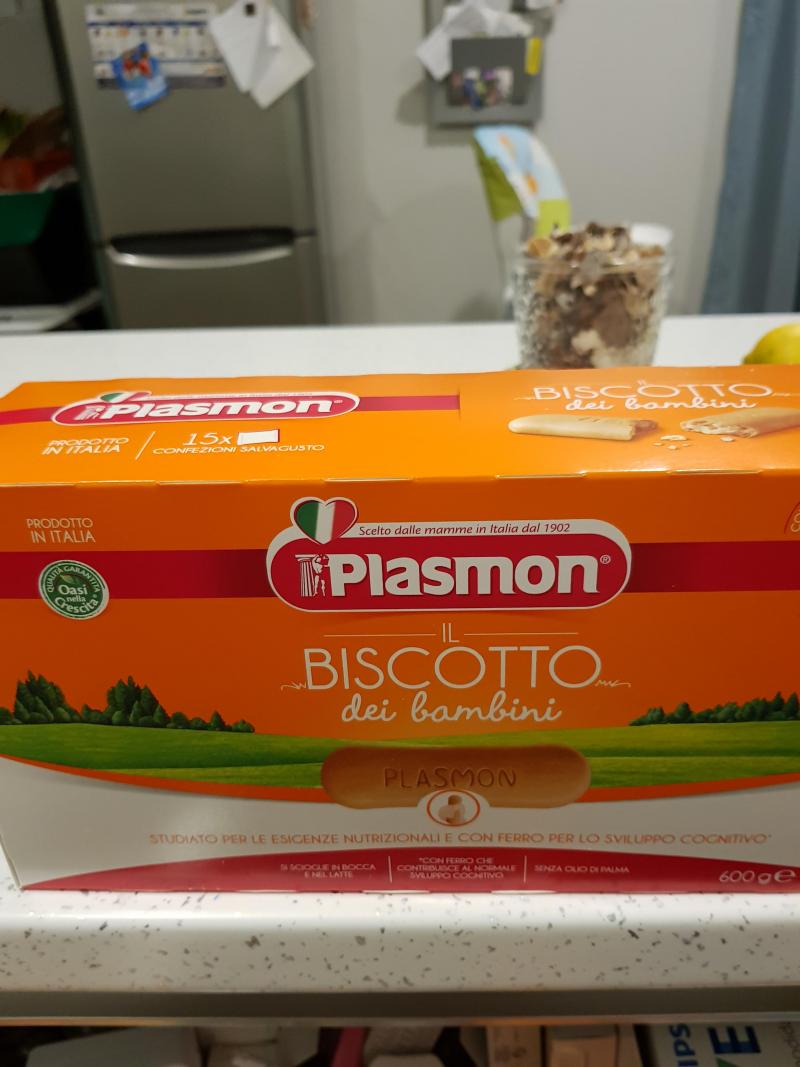 Plasmon®
PRODOTTO
IN ITALIA
15x
CONFEZIONI SALVAGUSTO
IL
BISCOTTO
dei bambini
PRODOTTO
IN ITALIA
QUALITÀ GARANTITA
Oasi
nella
Crescita
Scelto dalle mamme in Italia dal 1902
Plasmon®
IL
BISCOTTO
dei bambini
PLASMON
STUDIATO PER LE ESIGENZE NUTRIZIONALI E CON FERRO PER LO SVILUPPO COGNITIVO*
SI SCIOGLIE IN BOCCA
E NEL LATTE
*CON FERRO CHE
CONTRIBUISCE AL NORMALE
SVILUPPO COGNITIVO
SENZA OLIO DI PALMA
600 g e